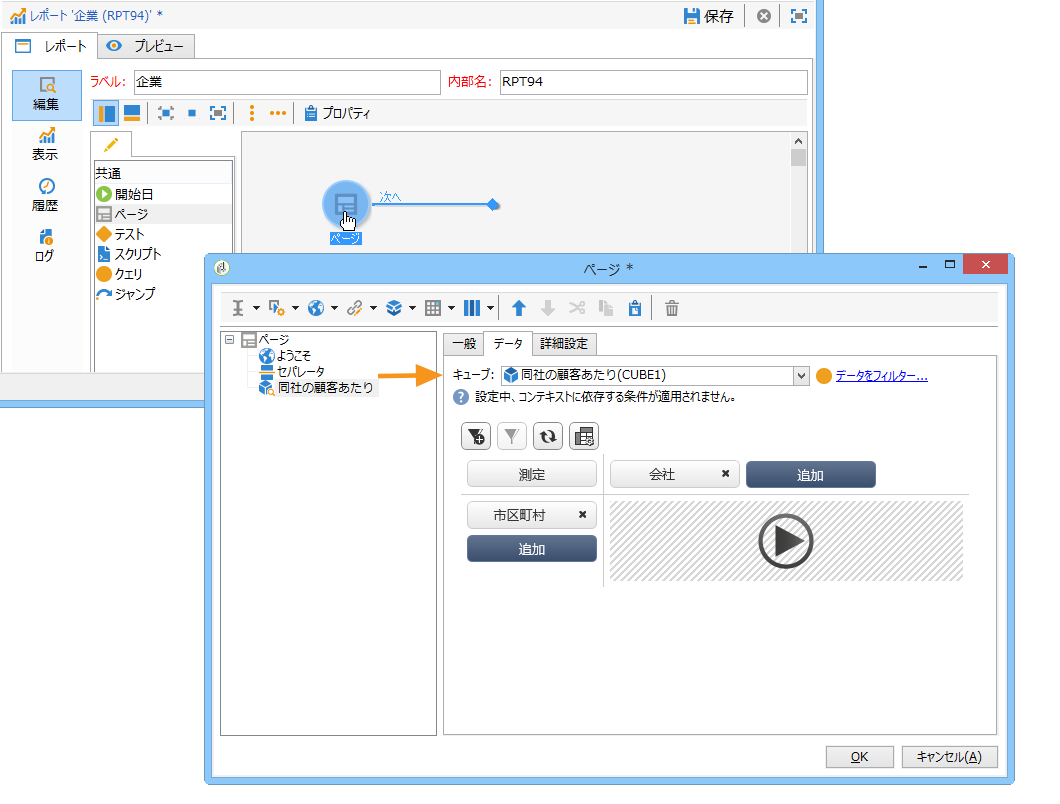 レポート '企業 (RPT94)' *
保存
レポート
プレビュー
ラベル: 企業
内部名: RPT94
編集
表示
履歴
ログ
プロパティ
共通
開始日
ページ
テスト
スクリプト
クエリ
ジャンプ
次へ
ページ
ページ *
ページ
ようこそ
セパレータ
同社の顧客あたり
一般
データ
詳細設定
キューブ: 同社の顧客あたり(CUBE1)
データをフィルター...
設定中、コンテキストに依存する条件が適用されません。
測定
会社
追加
市区町村
追加
OK
キャンセル(A)